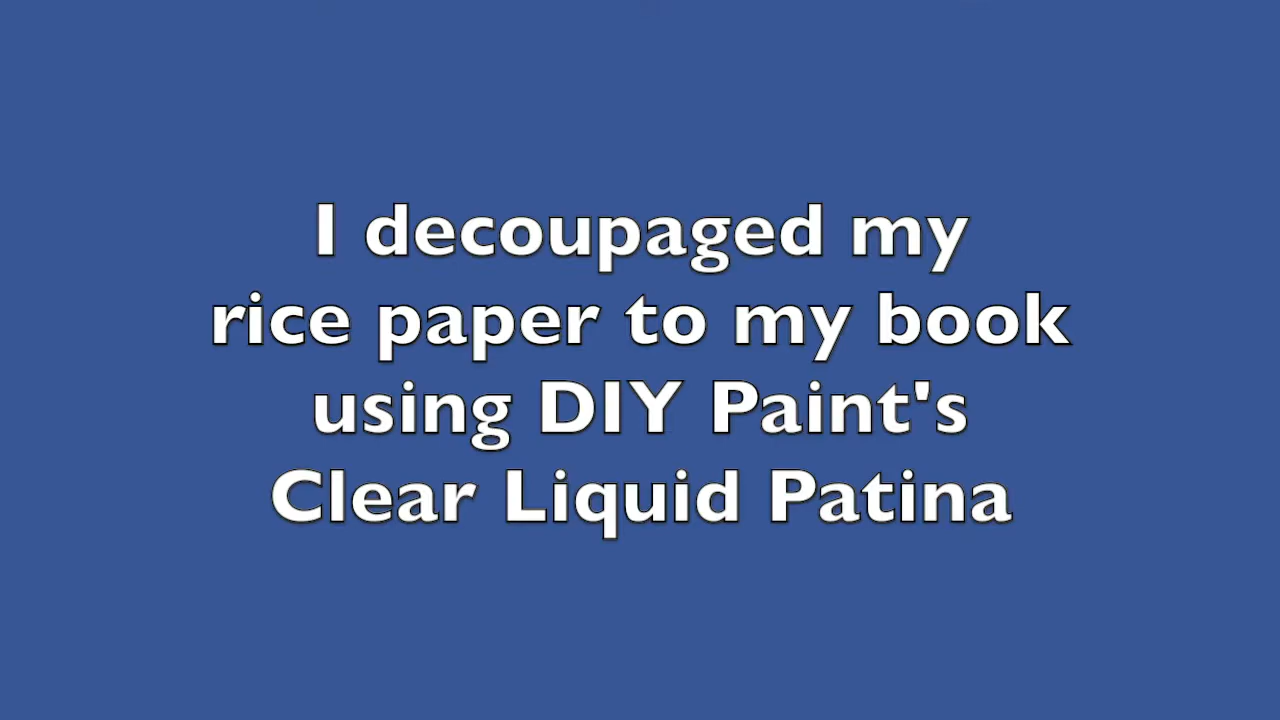 I decoupaged my
rice paper to my book
using DIY Paint's
Clear Liquid Patina